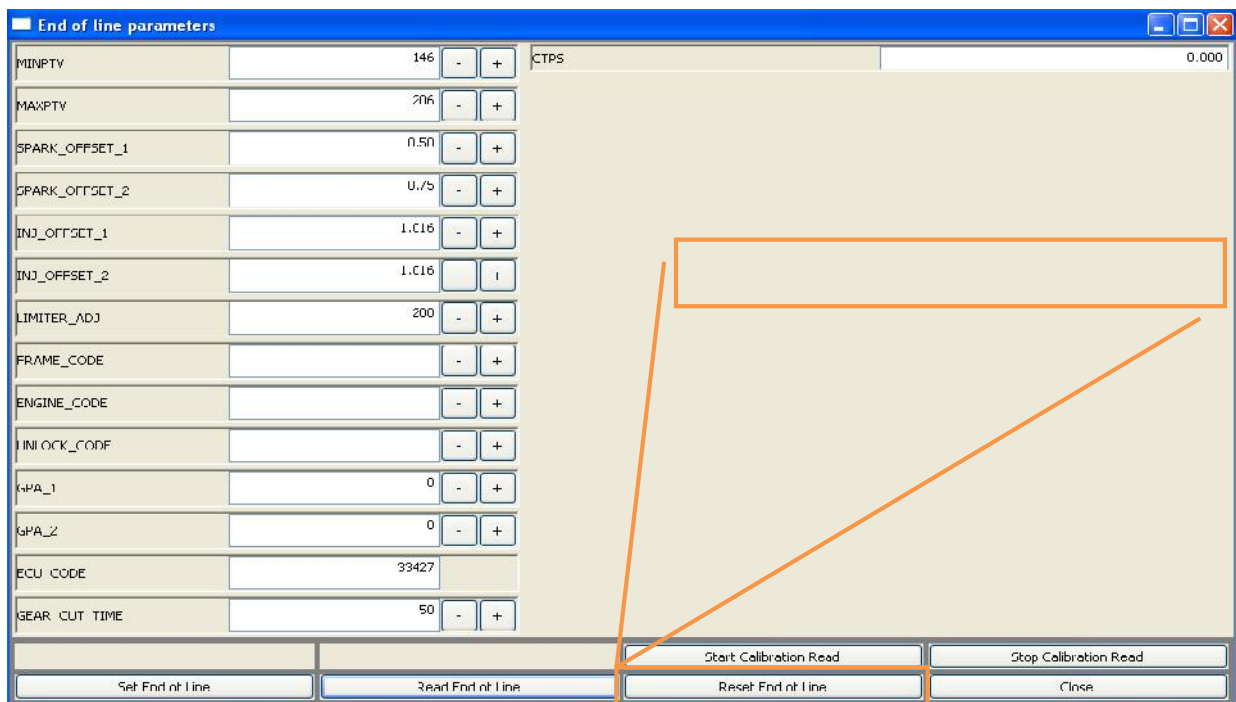 End of line parameters
MINPTV 146 - +
MAXPTV 206 - +
SPARK_OFFSET_1 0.50 - +
SPARK_OFFSET_2 0.75 - +
INJ_OFFSET_1 1.016 - +
INJ_OFFSET_2 1.016
LIMITER_ADJ 200 - +
FRAME_CODE - +
ENGINE_CODE - +
UNLOCK_CODE - +
GPA_1 0 - +
GPA_2 0 - +
ECU CODE 33427
GEAR CUT TIME 50 - +
CTPS 0.000
Start Calibration Read Stop Calibration Read
Set End of Line Read End of Line Reset End of Line Close